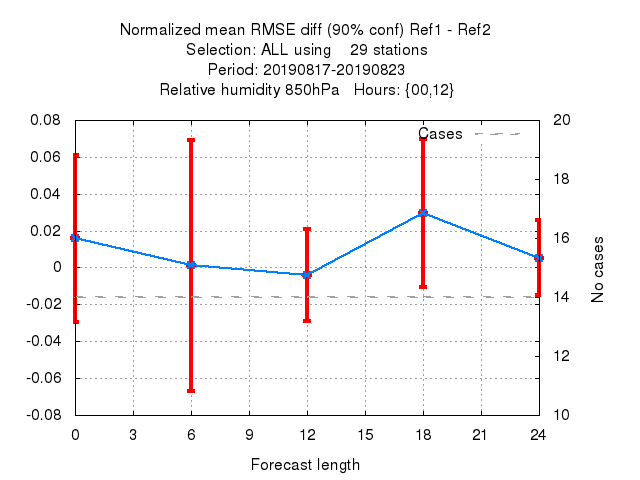 Normalized mean RMSE diff (90% conf) Ref1 - Ref2
Selection: ALL using 29 stations
Period: 20190817-20190823
Relative humidity 850hPa Hours: {00,12}
Cases
0.08
0.06
0.04
0.02
0
-0.02
-0.04
-0.06
-0.08
20
18
16
14
12
10
No cases
0 3 6 9 12 15 18 21 24
Forecast length